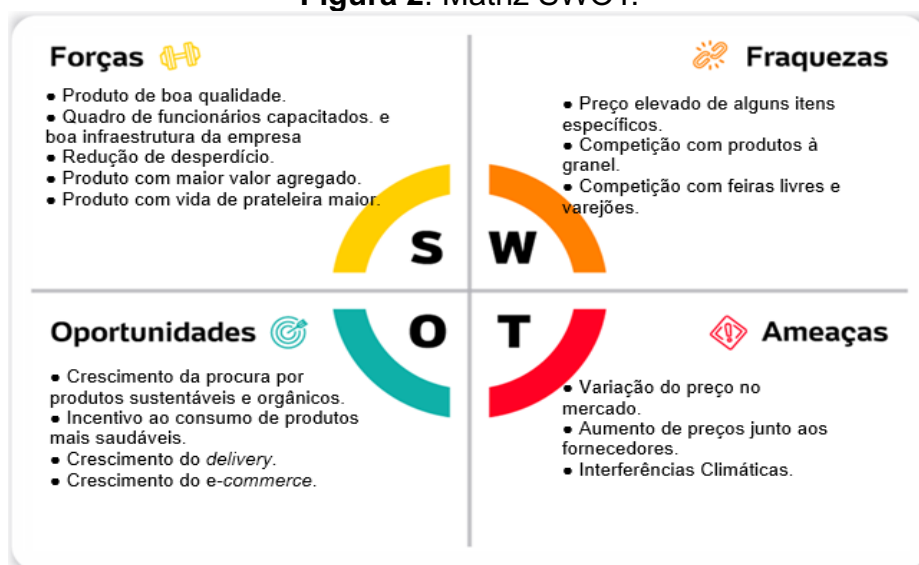 Figura 2: Matriz SWOT.
Forças
● Produto de boa qualidade.
● Quadro de funcionários capacitados. e
boa infraestrutura da empresa
● Redução de desperdício.
● Produto com maior valor agregado.
● Produto com vida de prateleira maior.
Fraquezas
● Preço elevado de alguns itens
específicos.
● Competição com produtos à
granel.
● Competição com feiras livres e
varejões.
S
W
Oportunidades
● Crescimento da procura por
produtos sustentáveis e orgânicos.
● Incentivo ao consumo de produtos
mais saudáveis.
● Crescimento do delivery.
● Crescimento do e-commerce.
O
T
Ameaças
● Variação do preço no
mercado.
● Aumento de preços junto aos
fornecedores.
● Interferências Climáticas.